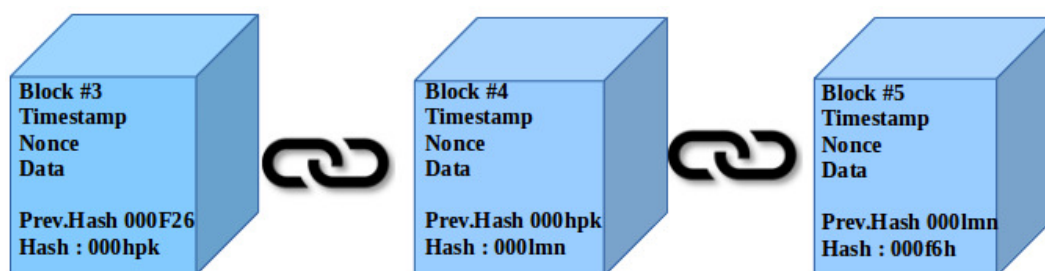 Block #3
Timestamp
Nonce
Data
Prev.Hash 000F26
Hash : 000hpk
Block #4
Timestamp
Nonce
Data
Prev.Hash 000hpk
Hash : 000lmn
Block #5
Timestamp
Nonce
Data
Prev.Hash 000lmn
Hash : 000f6h